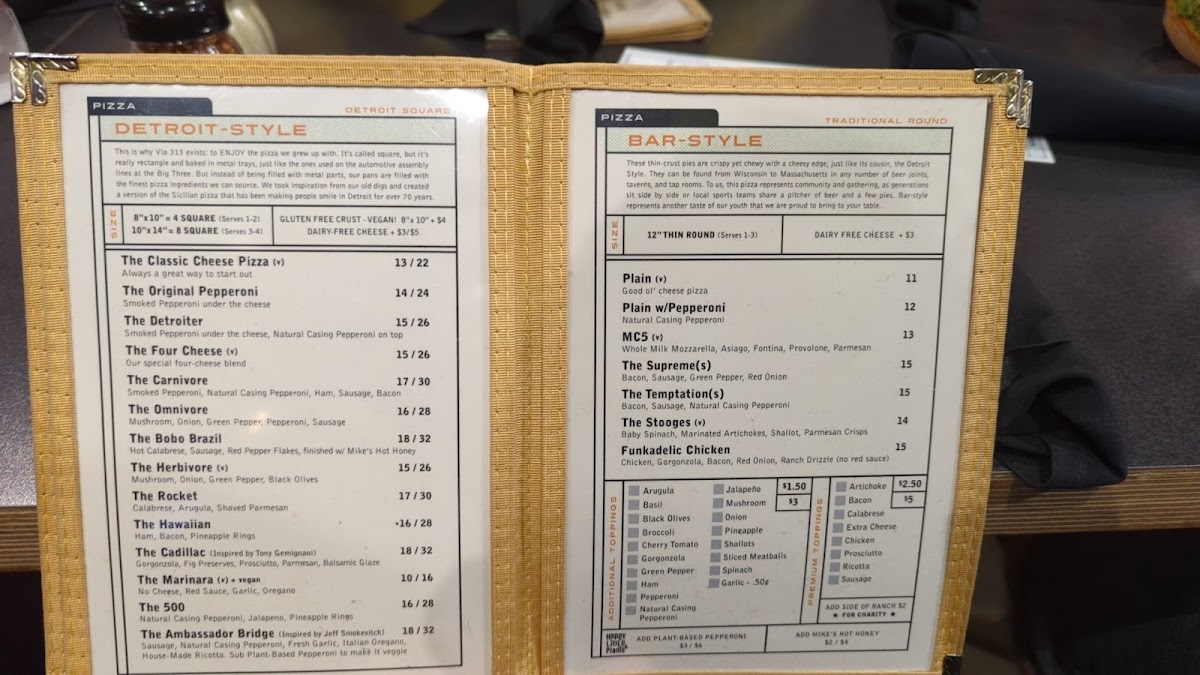 PIZZA
DETROIT SQUARE
DETROIT-STYLE
This is why Via 313 exists: to ENJOY the pizza we grew up with. It's called square, but it's
really rectangle and baked in metal trays, just like the ones used on the automotive assembly
lines at the Big Three. But instead of being filled with metal parts, our pans are filled with
the finest pizza ingredients we can source. We took inspiration from our old digs and created
a version of the Sicilian pizza that has been making people smile in Detroit for over 70 years.
SIZE
8"x10" = 4 SQUARE (Serves 1-2)
10"x14" = 8 SQUARE (Serves 3-4)
GLUTEN FREE CRUST - VEGAN! 8"x 10" + $4
DAIRY-FREE CHEESE + $3/$5
The Classic Cheese Pizza (v) 13 / 22
Always a great way to start out
The Original Pepperoni 14 / 24
Smoked Pepperoni under the cheese
The Detroiter 15 / 26
Smoked Pepperoni under the cheese, Natural Casing Pepperoni on top
The Four Cheese (v) 15 / 26
Our special four-cheese blend
The Carnivore 17 / 30
Smoked Pepperoni, Natural Casing Pepperoni, Ham, Sausage, Bacon
The Omnivore 16 / 28
Mushroom, Onion, Green Pepper, Pepperoni, Sausage
The Bobo Brazil 18 / 32
Hot Calabrese, Sausage, Red Pepper Flakes, finished w/ Mike's Hot Honey
The Herbivore (v) 15 / 26
Mushroom, Onion, Green Pepper, Black Olives
The Rocket 17 / 30
Calabrese, Arugula, Shaved Parmesan
The Hawaiian 16 / 28
Ham, Bacon, Pineapple Rings
The Cadillac (Inspired by Tony Gemignani) 18 / 32
Gorgonzola, Fig Preserves, Prosciutto, Parmesan, Balsamic Glaze
The Marinara (v) + vegan 10 / 16
No Cheese, Red Sauce, Garlic, Oregano
The 500 16 / 28
Natural Casing Pepperoni, Jalapeno, Pineapple Rings
The Ambassador Bridge (Inspired by Jeff Smokevitch) 18 / 32
Sausage, Natural Casing Pepperoni, Fresh Garlic, Italian Oregano,
House-Made Ricotta. Sub Plant-Based Pepperoni to make it veggie
PIZZA
TRADITIONAL ROUND
BAR-STYLE
These thin-crust pies are crispy yet chewy with a cheesy edge, just like its cousin, the Detroit
Style. They can be found from Wisconsin to Massachusetts in any number of beer joints,
taverns, and tap rooms. To us, this pizza represents community and gathering, as generations
sit side by side or local sports teams share a pitcher of beer and a few pies. Bar-style
represents another taste of our youth that we are proud to bring to your table.
SIZE
12" THIN ROUND (Serves 1-3)
DAIRY FREE CHEESE + $3
Plain (v) 11
Good ol' cheese pizza
Plain w/Pepperoni 12
Natural Casing Pepperoni
MC5 (v) 13
Whole Milk Mozzarella, Asiago, Fontina, Provolone, Parmesan
The Supreme(s) 15
Bacon, Sausage, Green Pepper, Red Onion
The Temptation(s) 15
Bacon, Sausage, Natural Casing Pepperoni
The Stooges (v) 14
Baby Spinach, Marinated Artichokes, Shallot, Parmesan Crisps
Funkadelic Chicken 15
Chicken, Gorgonzola, Bacon, Red Onion, Ranch Drizzle (no red sauce)
ADDITIONAL TOPPINGS
Arugula
Basil
Black Olives
Broccoli
Cherry Tomato
Gorgonzola
Green Pepper
Ham
Pepperoni
Natural Casing
Pepperoni
Jalapeño
Mushroom
Onion
Pineapple
Shallots
Sliced Meatballs
Spinach
Garlic - .50¢
$1.50
$3
PREMIUM TOPPINGS
Artichoke
Bacon
Calabrese
Extra Cheese
Chicken
Prosciutto
Ricotta
Sausage
$2.50
$5
ADD SIDE OF RANCH $2
★ FOR CHARITY ★
HAPPY
LITTLE
Plants
ADD PLANT-BASED PEPPERONI
$3 / $6
ADD MIKE'S HOT HONEY
$2 / $4